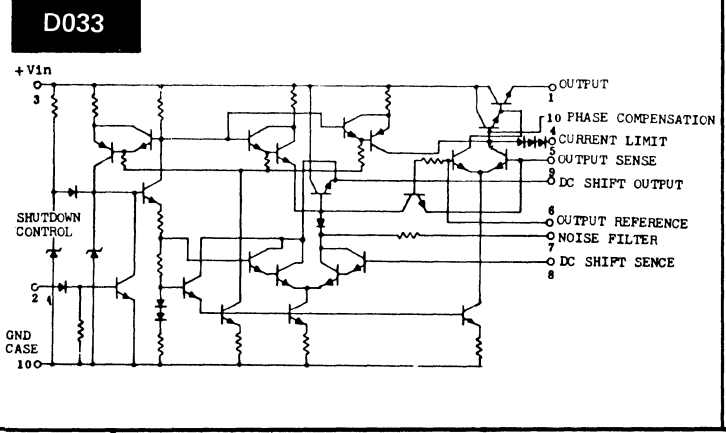 D033
+Vin
3
OUTPUT
1
10 PHASE COMPENSATION
4
CURRENT LIMIT
5
OUTPUT SENSE
9
DC SHIFT OUTPUT
6
OUTPUT REFERENCE
NOISE FILTER
7
DC SHIFT SENCE
8
SHUTDOWN
CONTROL
2
GND
CASE
10